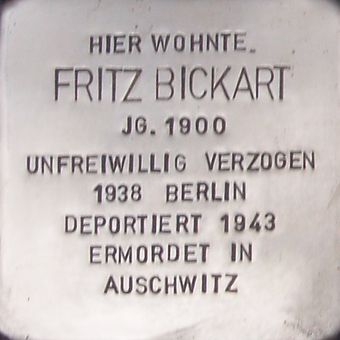 HIER WOHNTE
FRITZ BICKART
JG. 1900
UNFREIWILLIG VERZOGEN
1938 BERLIN
DEPORTIERT 1943
ERMORDET IN
AUSCHWITZ